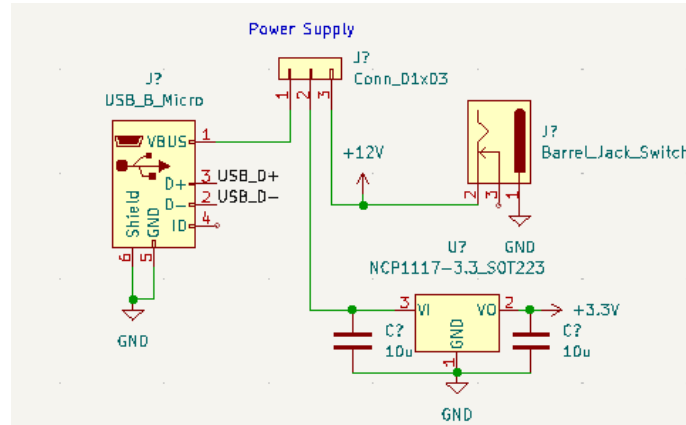 Power Supply
J?
Conn_01x03
1
2
3
J?
USB_B_Micro
VBUS
1
D+
3
USB_D+
D-
2
USB_D-
ID
4
Shield
GND
6
5
GND
+12V
J?
Barrel_Jack_Switch
2
3
1
GND
U?
NCP1117-3.3_SOT223
3
VI
VO
2
GND
1
+3.3V
C?
10u
C?
10u
GND